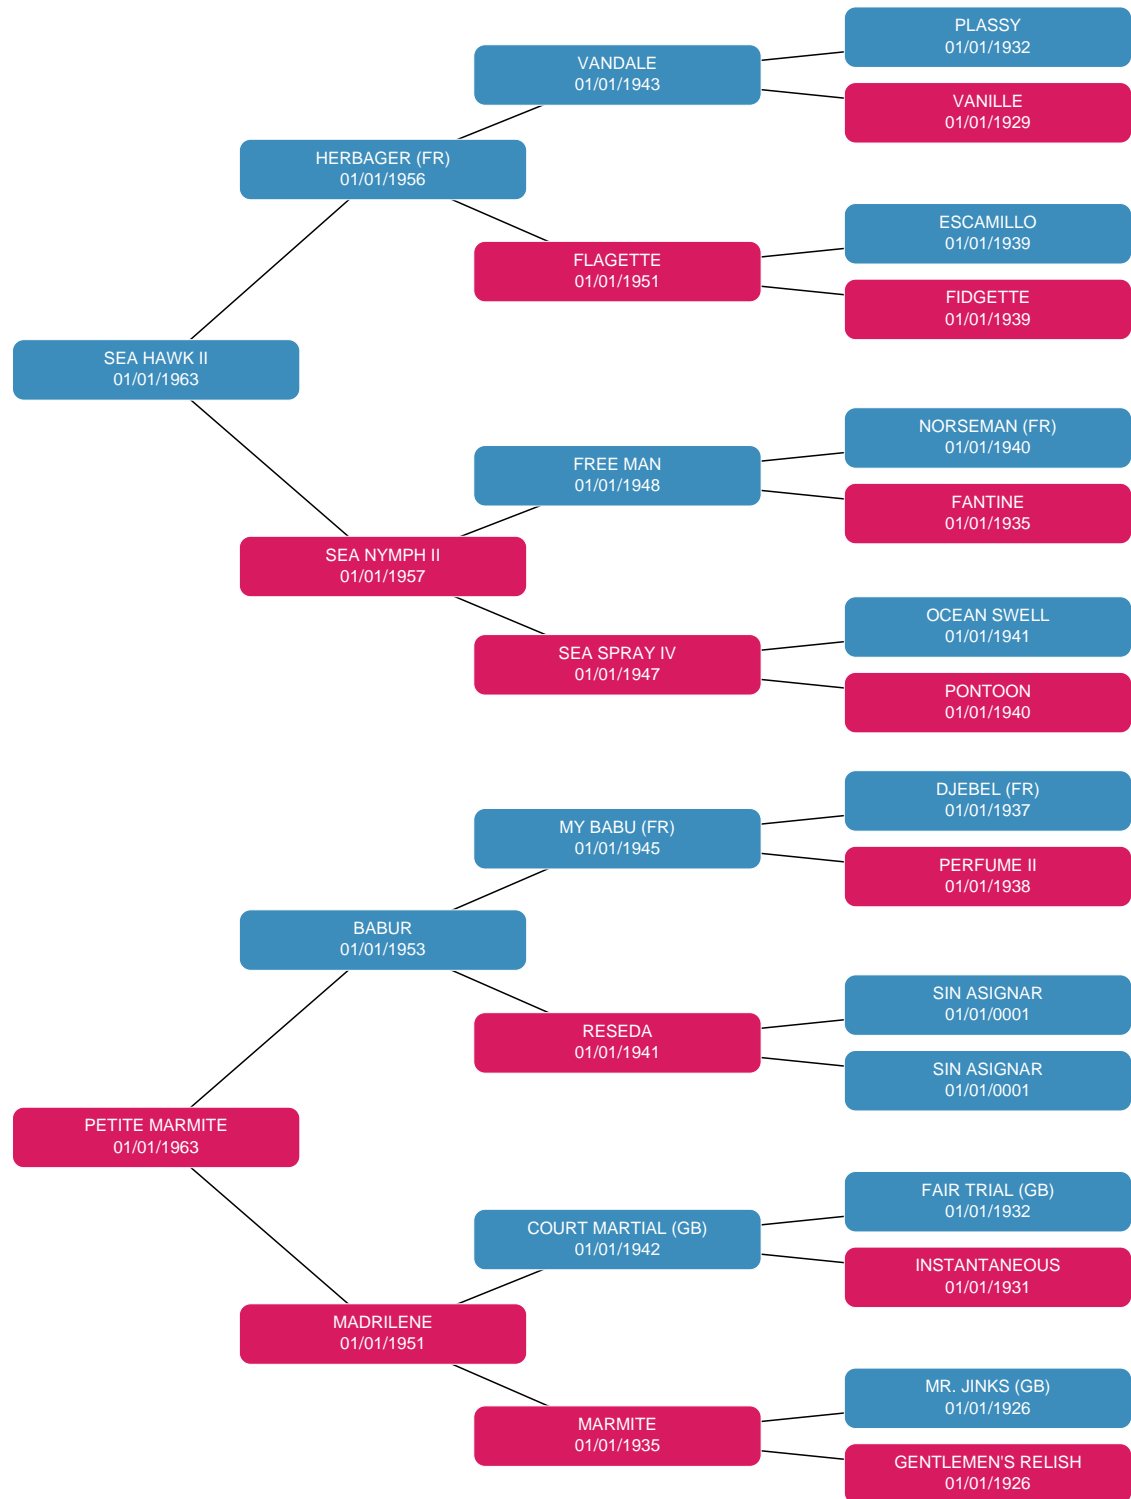 PLASSY
01/01/1932
VANDALE
01/01/1943
VANILLE
01/01/1929
HERBAGER (FR)
01/01/1956
ESCAMILLO
01/01/1939
FLAGETTE
01/01/1951
FIDGETTE
01/01/1939
SEA HAWK II
01/01/1963
NORSEMAN (FR)
01/01/1940
FREE MAN
01/01/1948
FANTINE
01/01/1935
SEA NYMPH II
01/01/1957
OCEAN SWELL
01/01/1941
SEA SPRAY IV
01/01/1947
PONTOON
01/01/1940
DJEBEL (FR)
01/01/1937
MY BABU (FR)
01/01/1945
PERFUME II
01/01/1938
BABUR
01/01/1953
SIN ASIGNAR
01/01/0001
RESEDA
01/01/1941
SIN ASIGNAR
01/01/0001
PETITE MARMITE
01/01/1963
FAIR TRIAL (GB)
01/01/1932
COURT MARTIAL (GB)
01/01/1942
INSTANTANEOUS
01/01/1931
MADRILENE
01/01/1951
MR. JINKS (GB)
01/01/1926
MARMITE
01/01/1935
GENTLEMEN'S RELISH
01/01/1926